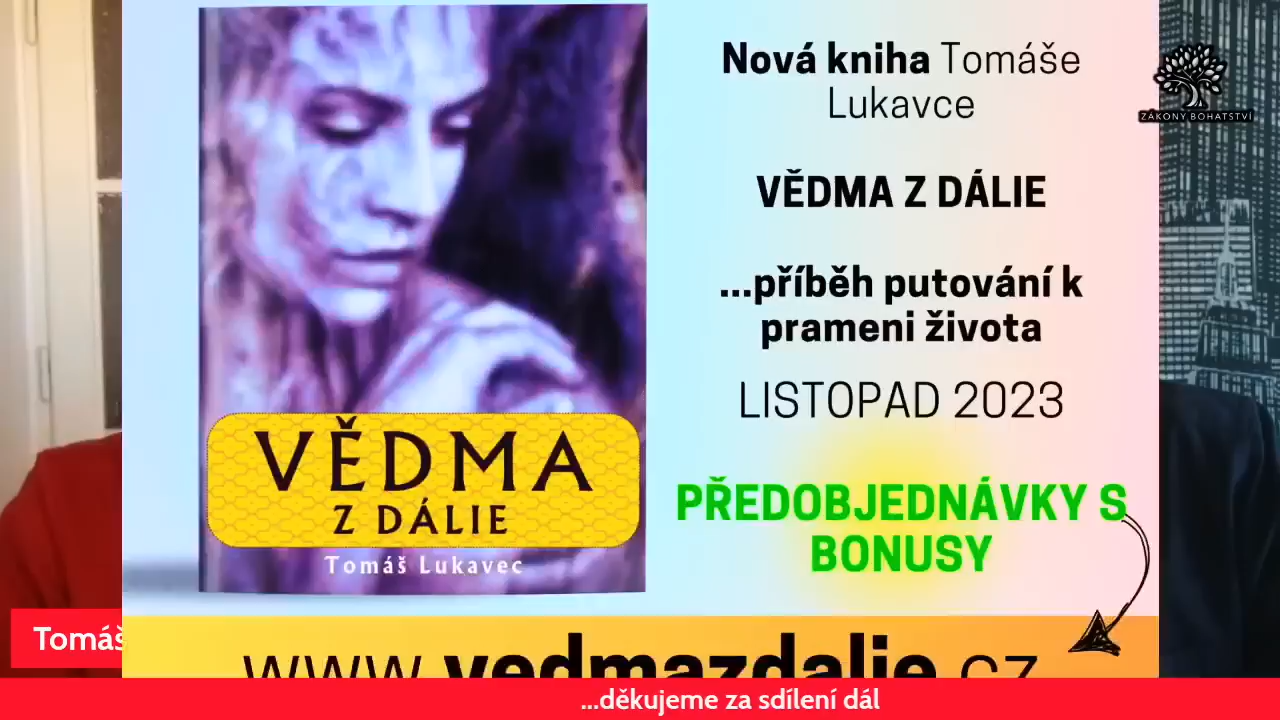 Nová kniha Tomáše
Lukavce
ZÁKONY BOHATSTVÍ
VĚDMA Z DÁLIE
...příběh putování k
prameni života
LISTOPAD 2023
PŘEDOBJEDNÁVKY S
BONUSY
VĚDMA
Z DÁLIE
Tomáš Lukavec
Tomáš
www.vedmazdalie.cz
...děkujeme za sdílení dál